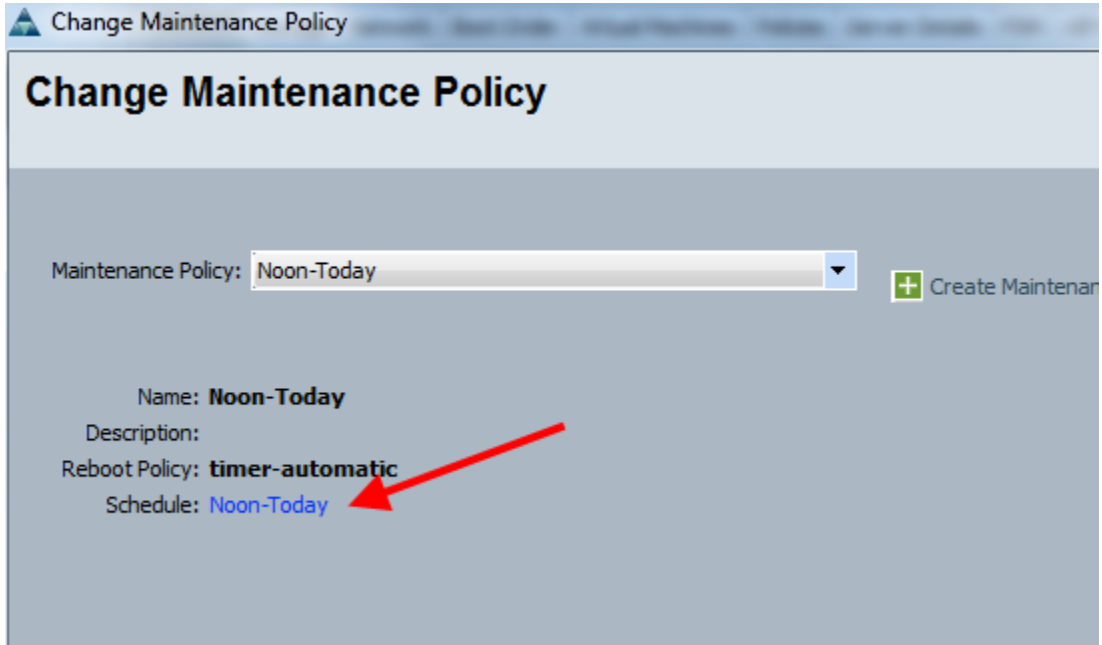 Change Maintenance Policy
Change Maintenance Policy
Maintenance Policy: Noon-Today
Create Maintenan
Name: Noon-Today
Description:
Reboot Policy: timer-automatic
Schedule: Noon-Today